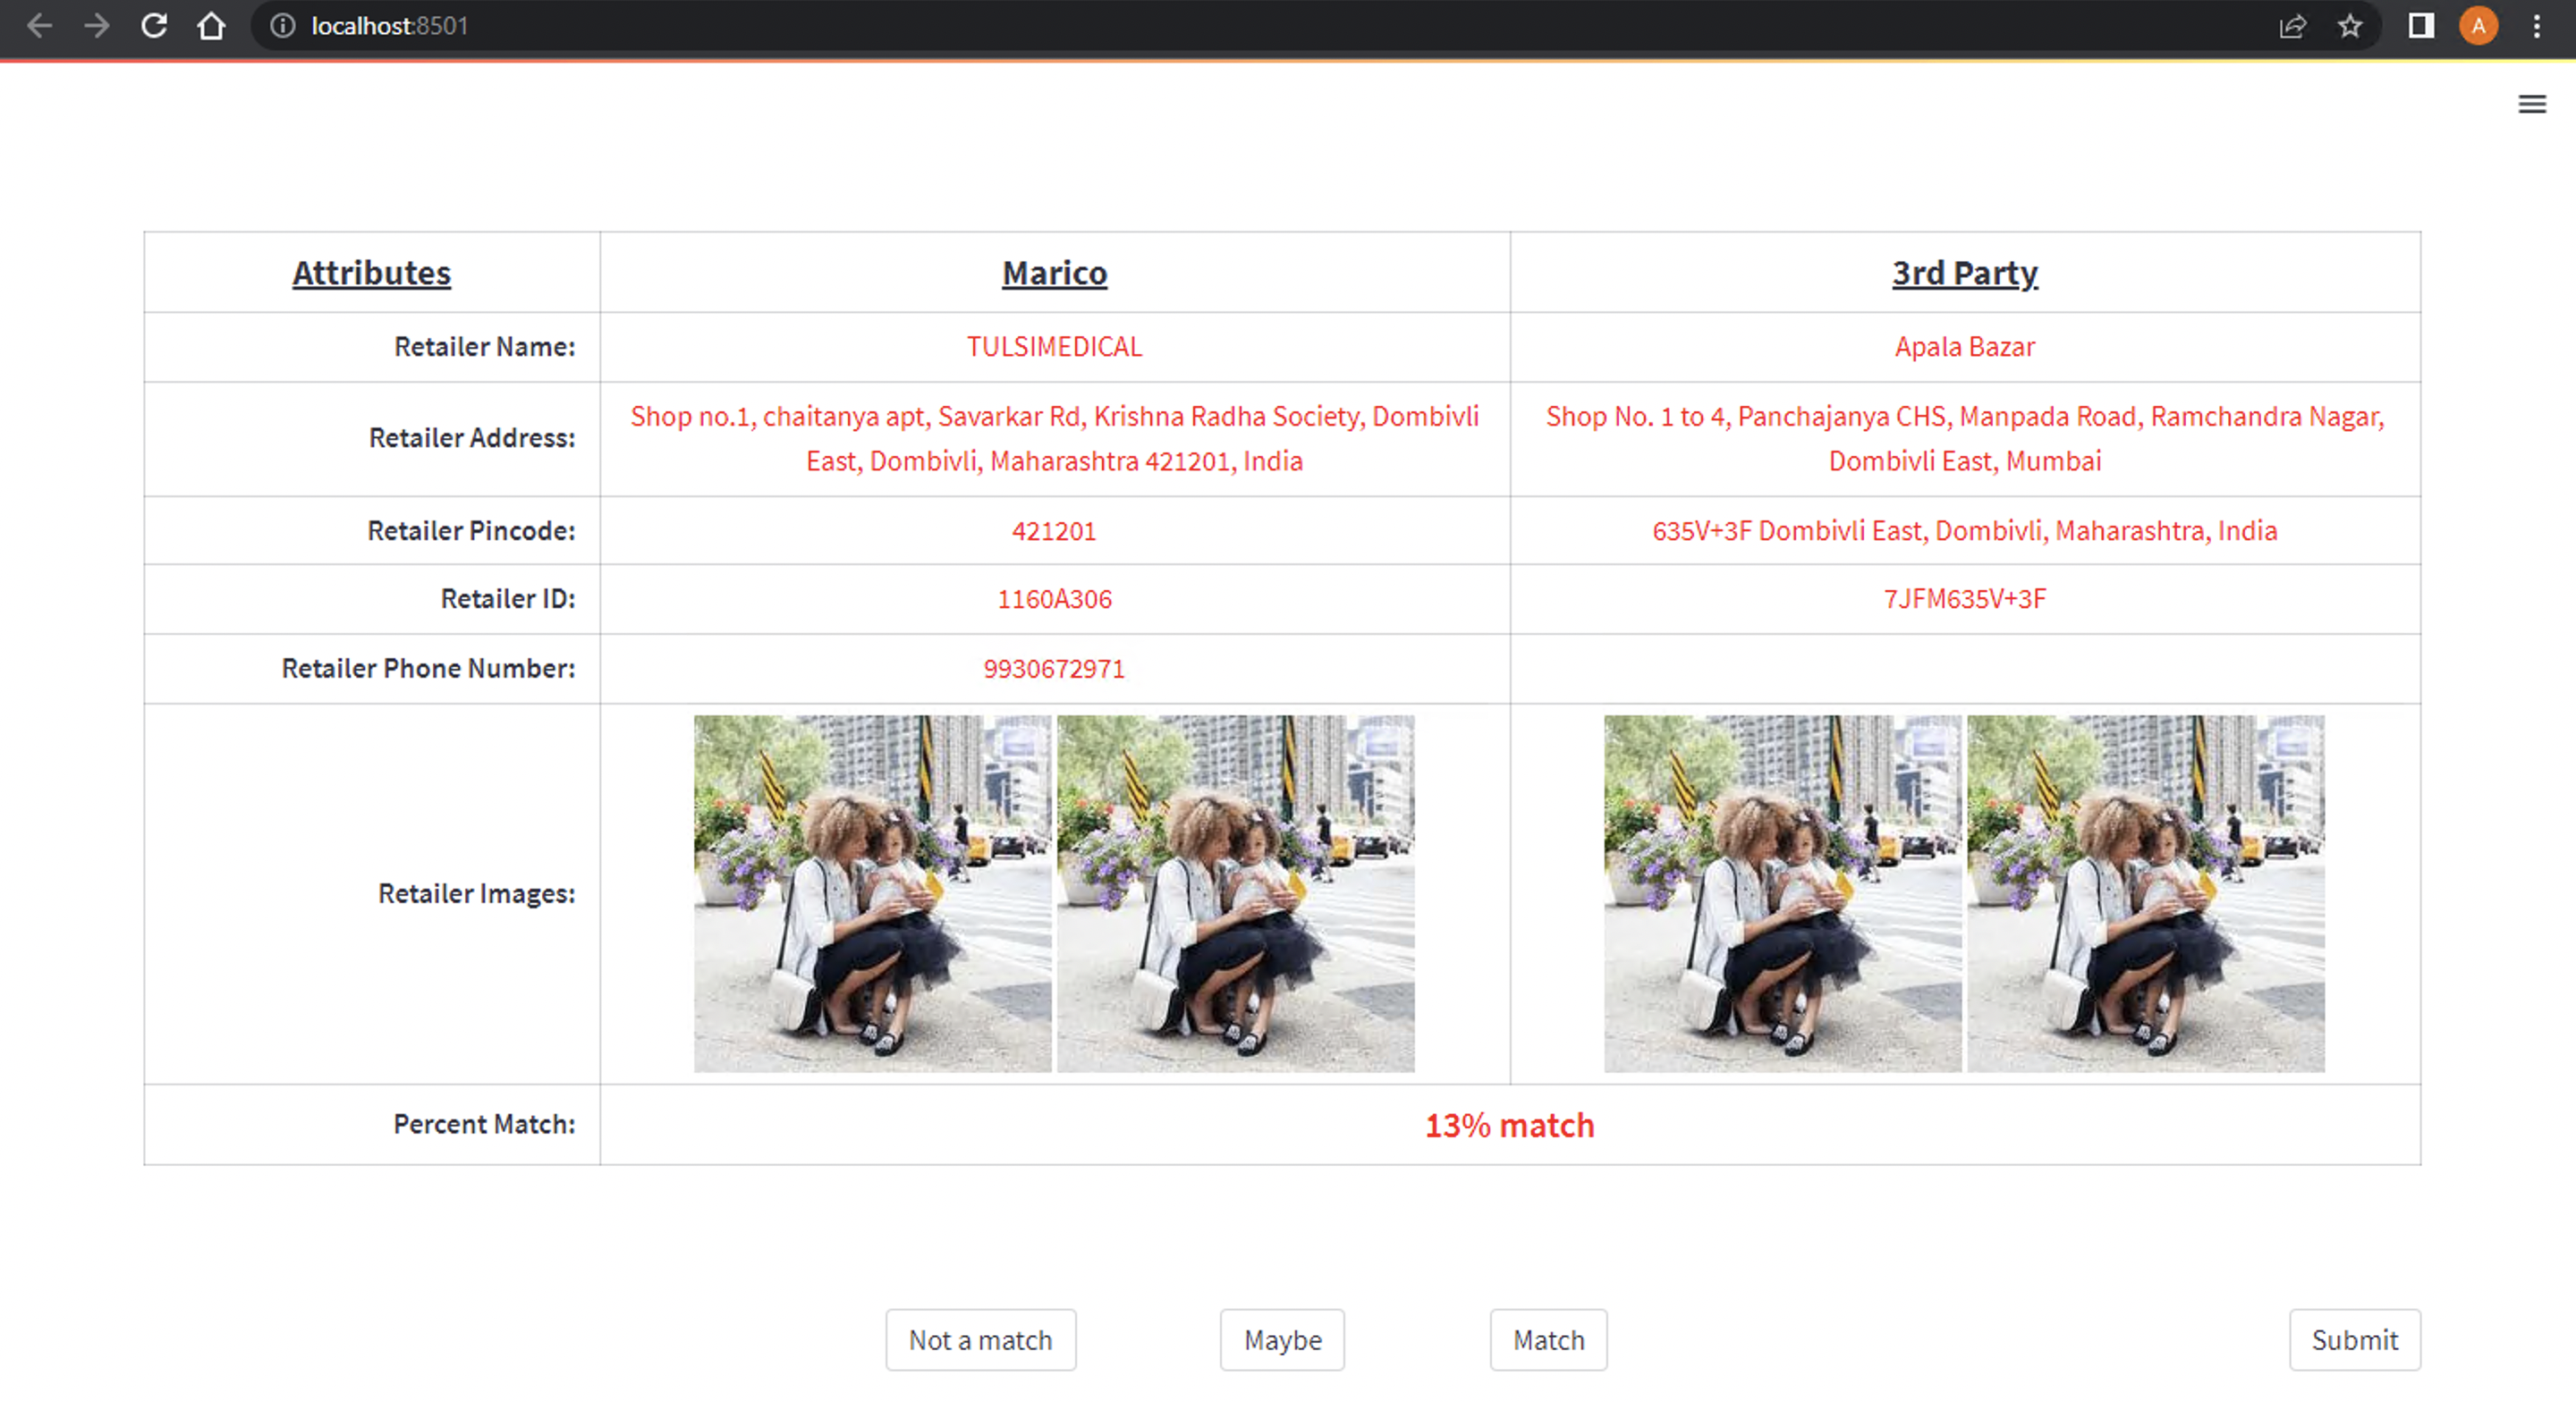 localhost:8501
A
Attributes
Marico
3rd Party
Retailer Name:
TULSIMEDICAL
Apala Bazar
Retailer Address:
Shop no.1, chaitanya apt, Savarkar Rd, Krishna Radha Society, Dombivli
East, Dombivli, Maharashtra 421201, India
Shop No. 1 to 4, Panchajanya CHS, Manpada Road, Ramchandra Nagar,
Dombivli East, Mumbai
Retailer Pincode:
421201
635V+3F Dombivli East, Dombivli, Maharashtra, India
Retailer ID:
1160A306
7JFM635V+3F
Retailer Phone Number:
9930672971
Retailer Images:
Percent Match:
13% match
Not a match
Maybe
Match
Submit